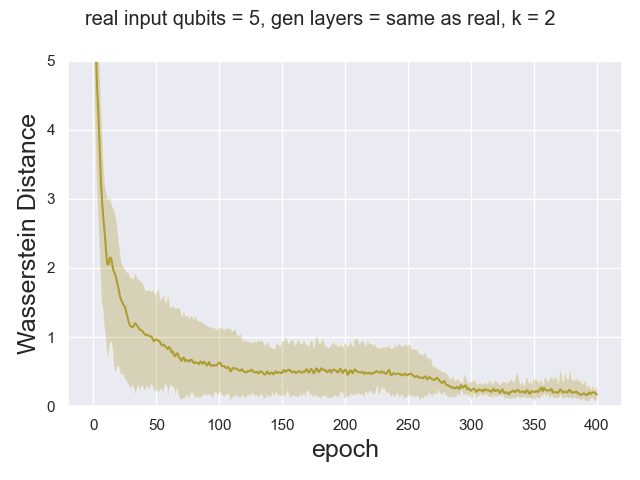 real input qubits = 5, gen layers = same as real, k = 2
5
4
3
2
1
0
Wasserstein Distance
0 50 100 150 200 250 300 350 400
epoch